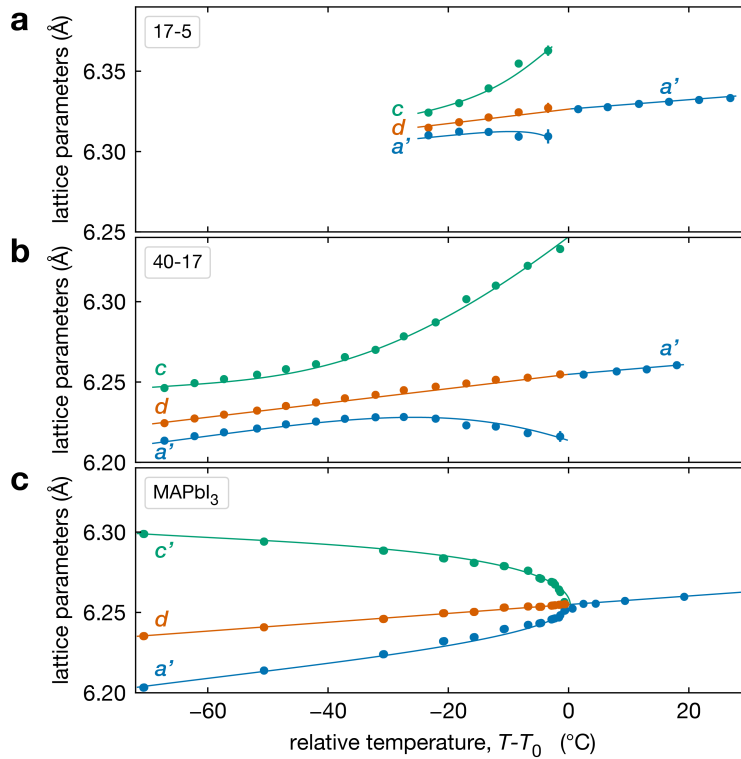 a
17-5
lattice parameters (Å)
6.35
6.30
6.25
c
d
a'
a'
b
40-17
lattice parameters (Å)
6.30
6.25
6.20
c
d
a'
a'
c
MAPbI₃
lattice parameters (Å)
6.30
6.25
6.20
c'
d
a'
−60 −40 −20 0 20
relative temperature, T-T₀ (°C)